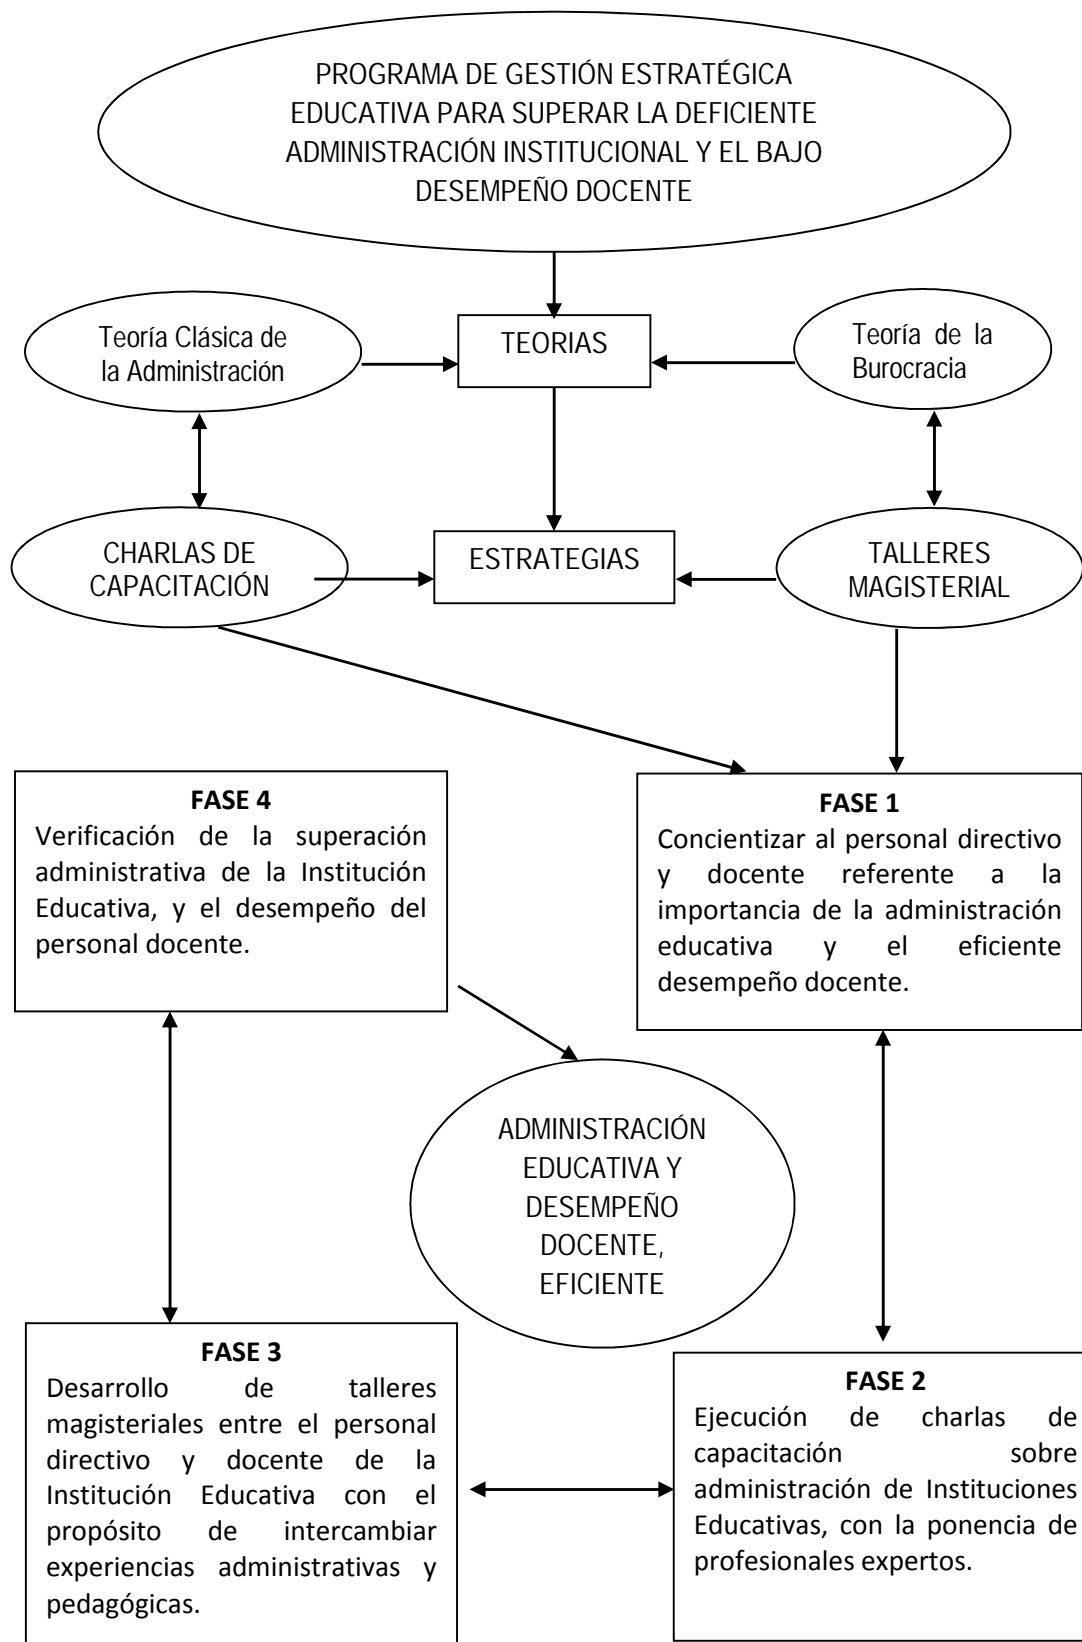 PROGRAMA DE GESTIÓN ESTRATÉGICA
EDUCATIVA PARA SUPERAR LA DEFICIENTE
ADMINISTRACIÓN INSTITUCIONAL Y EL BAJO
DESEMPEÑO DOCENTE
Teoría Clásica de
la Administración
TEORIAS
Teoría de la
Burocracia
CHARLAS DE
CAPACITACIÓN
ESTRATEGIAS
TALLERES
MAGISTERIAL
FASE 4
Verificación de la superación
administrativa de la Institución
Educativa, y el desempeño del
personal docente.
FASE 1
Concientizar al personal directivo
y docente referente a la
importancia de la administración
educativa y el eficiente
desempeño docente.
ADMINISTRACIÓN
EDUCATIVA Y
DESEMPEÑO
DOCENTE,
EFICIENTE
FASE 3
Desarrollo de talleres
magisteriales entre el personal
directivo y docente de la
Institución Educativa con el
propósito de intercambiar
experiencias administrativas y
pedagógicas.
FASE 2
Ejecución de charlas de
capacitación sobre
administración de Instituciones
Educativas, con la ponencia de
profesionales expertos.